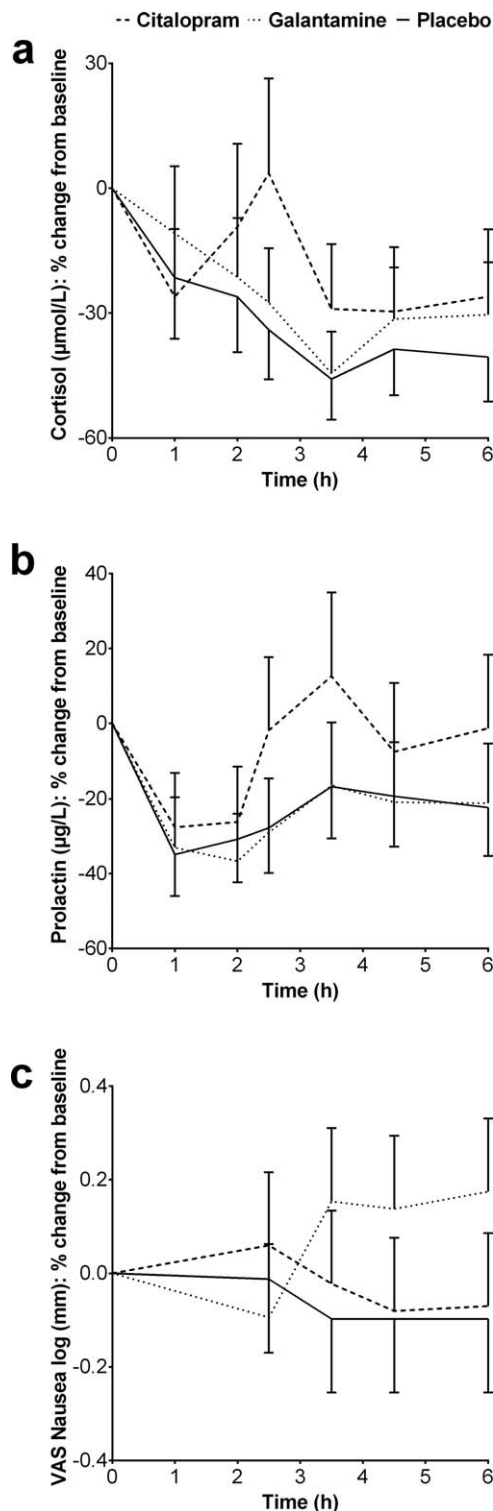 Citalopram Galantamine Placebo
a
Cortisol (µmol/L): % change from baseline
30
0
-30
-60
0 1 2 3 4 5 6
Time (h)
b
Prolactin (µg/L): % change from baseline
40
20
0
-20
-40
-60
0 1 2 3 4 5 6
Time (h)
c
VAS Nausea log (mm): % change from baseline
0.4
0.2
0.0
-0.2
-0.4
0 1 2 3 4 5 6
Time (h)